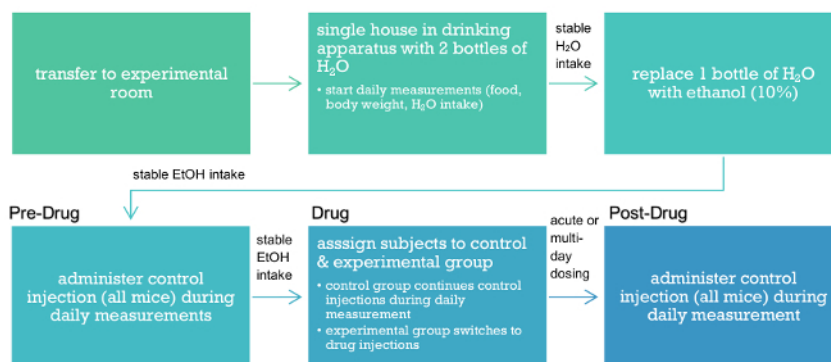 transfer to experimental
room
single house in drinking
apparatus with 2 bottles of
H₂O
• start daily measurements (food,
body weight, H₂O intake)
stable
H₂O
intake
replace 1 bottle of H₂O
with ethanol (10%)
stable EtOH intake
Pre-Drug
administer control
injection (all mice) during
daily measurements
stable
EtOH
intake
Drug
asssign subjects to control
& experimental group
• control group continues control
injections during daily
measurement
• experimental group switches to
drug injections
acute or
multi-
day
dosing
Post-Drug
administer control
injection (all mice) during
daily measurement